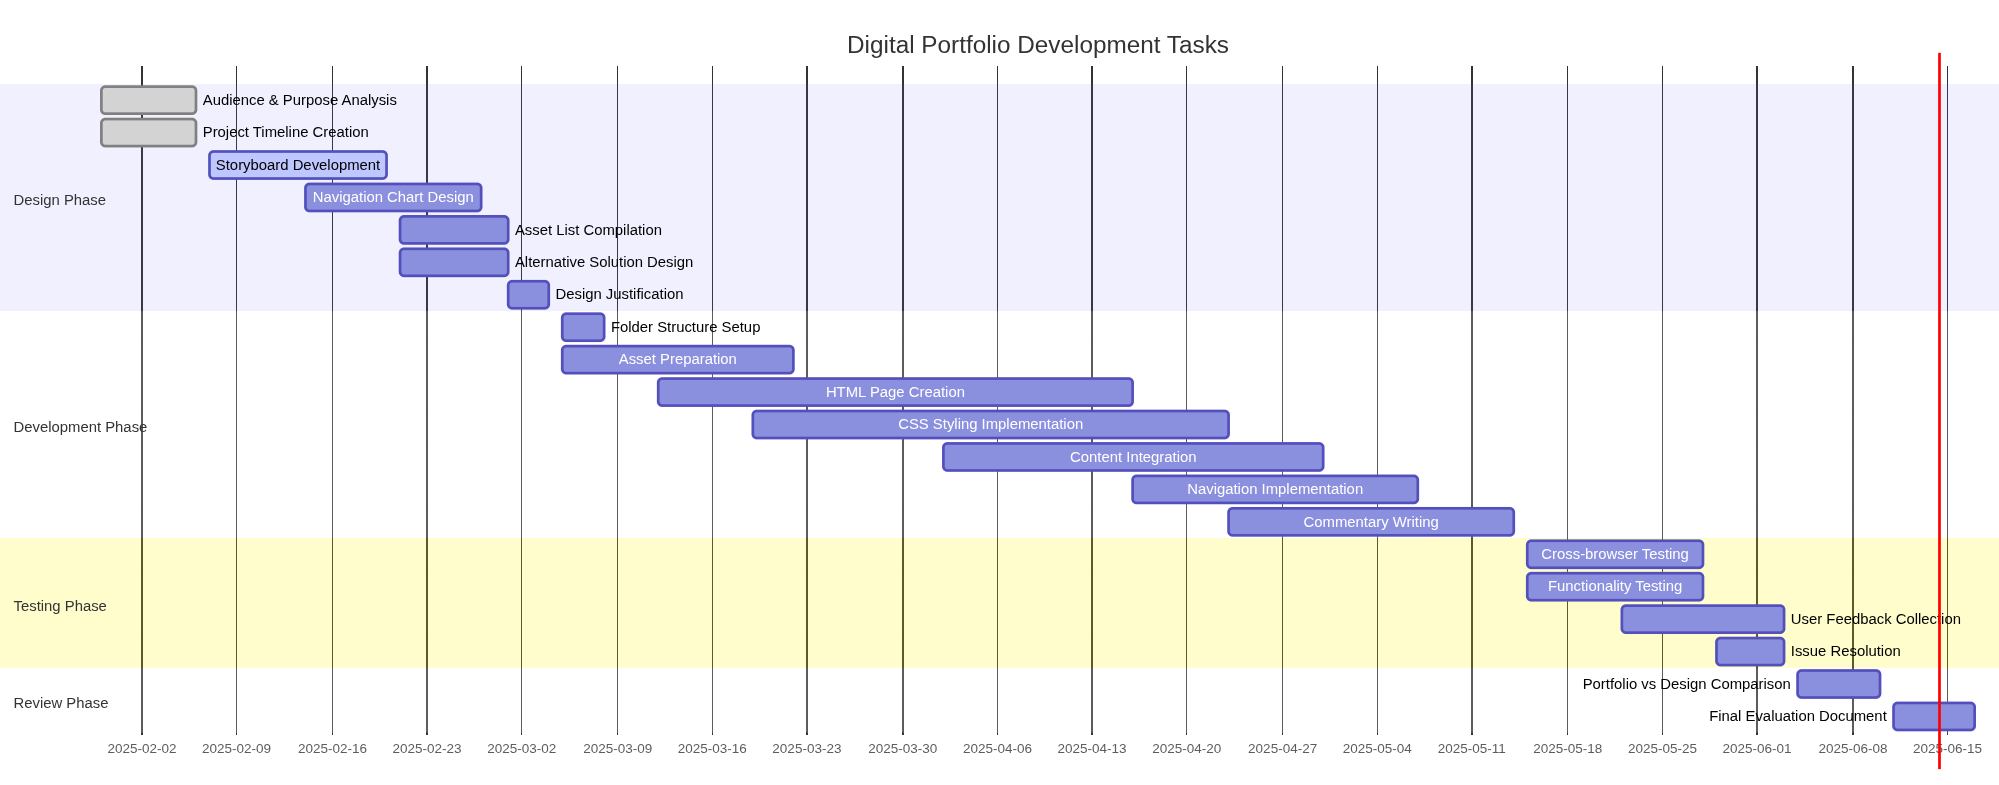 Digital Portfolio Development Tasks
Design Phase
Audience & Purpose Analysis
Project Timeline Creation
Storyboard Development
Navigation Chart Design
Asset List Compilation
Alternative Solution Design
Design Justification
Development Phase
Folder Structure Setup
Asset Preparation
HTML Page Creation
CSS Styling Implementation
Content Integration
Navigation Implementation
Commentary Writing
Testing Phase
Cross-browser Testing
Functionality Testing
User Feedback Collection
Issue Resolution
Review Phase
Portfolio vs Design Comparison
Final Evaluation Document
2025-02-02 2025-02-09 2025-02-16 2025-02-23 2025-03-02 2025-03-09 2025-03-16 2025-03-23 2025-03-30 2025-04-06 2025-04-13 2025-04-20 2025-04-27 2025-05-04 2025-05-11 2025-05-18 2025-05-25 2025-06-01 2025-06-08 2025-06-15